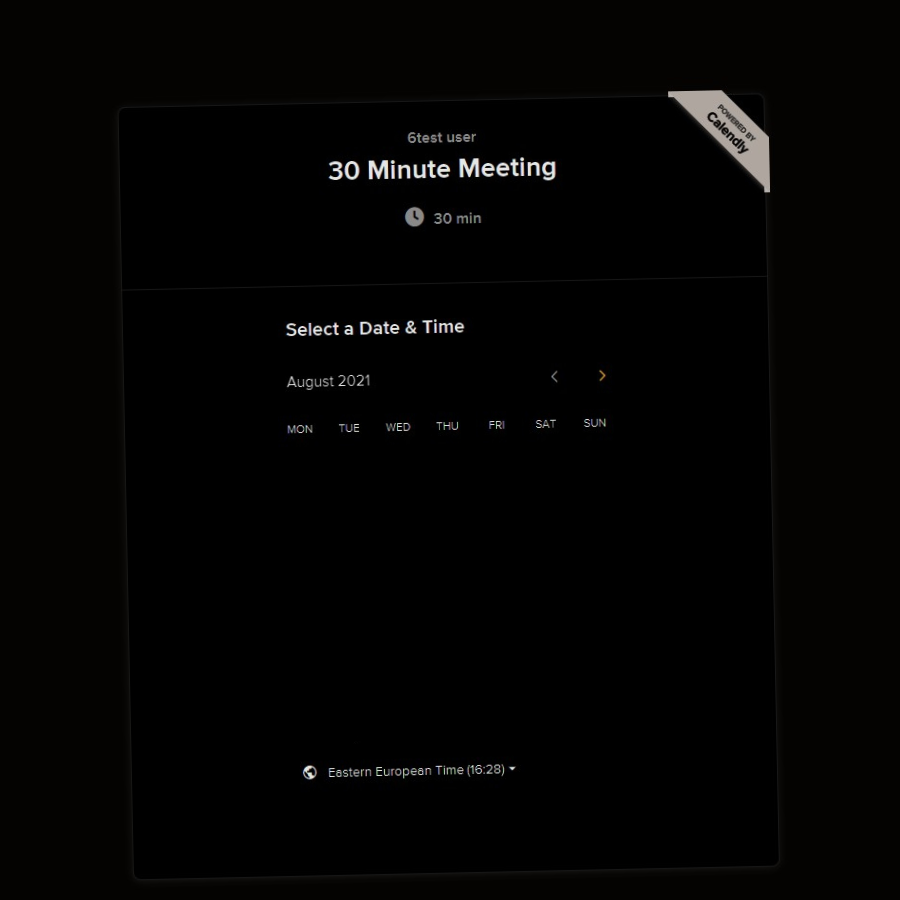 POWERED BY
Calendly
6test user
30 Minute Meeting
30 min
Select a Date & Time
August 2021
MON TUE WED THU FRI SAT SUN
Eastern European Time (16:28)